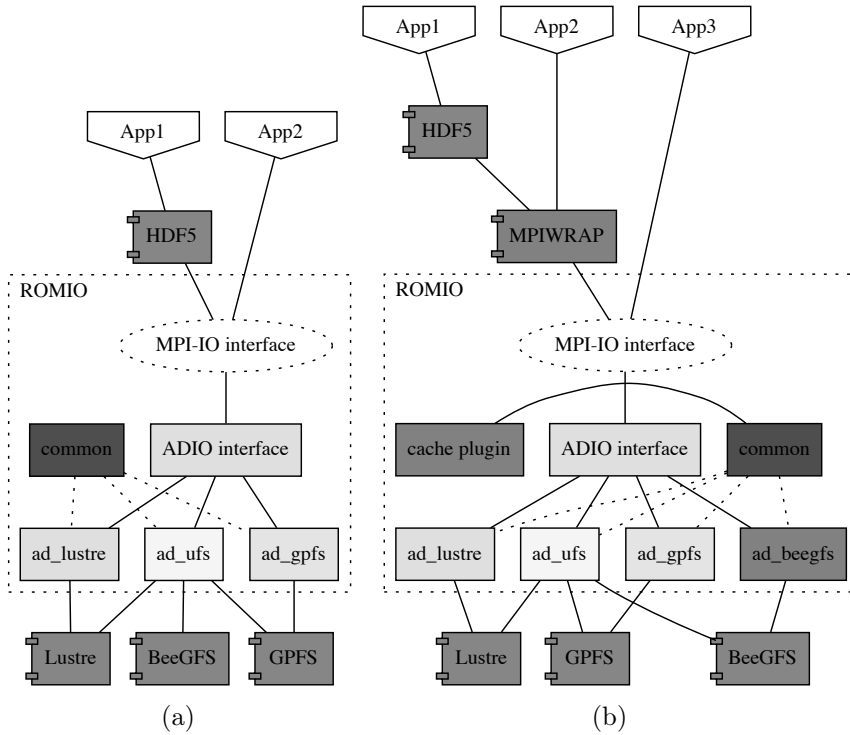 App1
App2
HDF5
ROMIO
MPI-IO interface
common
ADIO interface
ad_lustre
ad_ufs
ad_gpfs
Lustre
BeeGFS
GPFS
(a)
App1
App2
App3
HDF5
MPIWRAP
ROMIO
MPI-IO interface
cache plugin
ADIO interface
common
ad_lustre
ad_ufs
ad_gpfs
ad_beegfs
Lustre
GPFS
BeeGFS
(b)